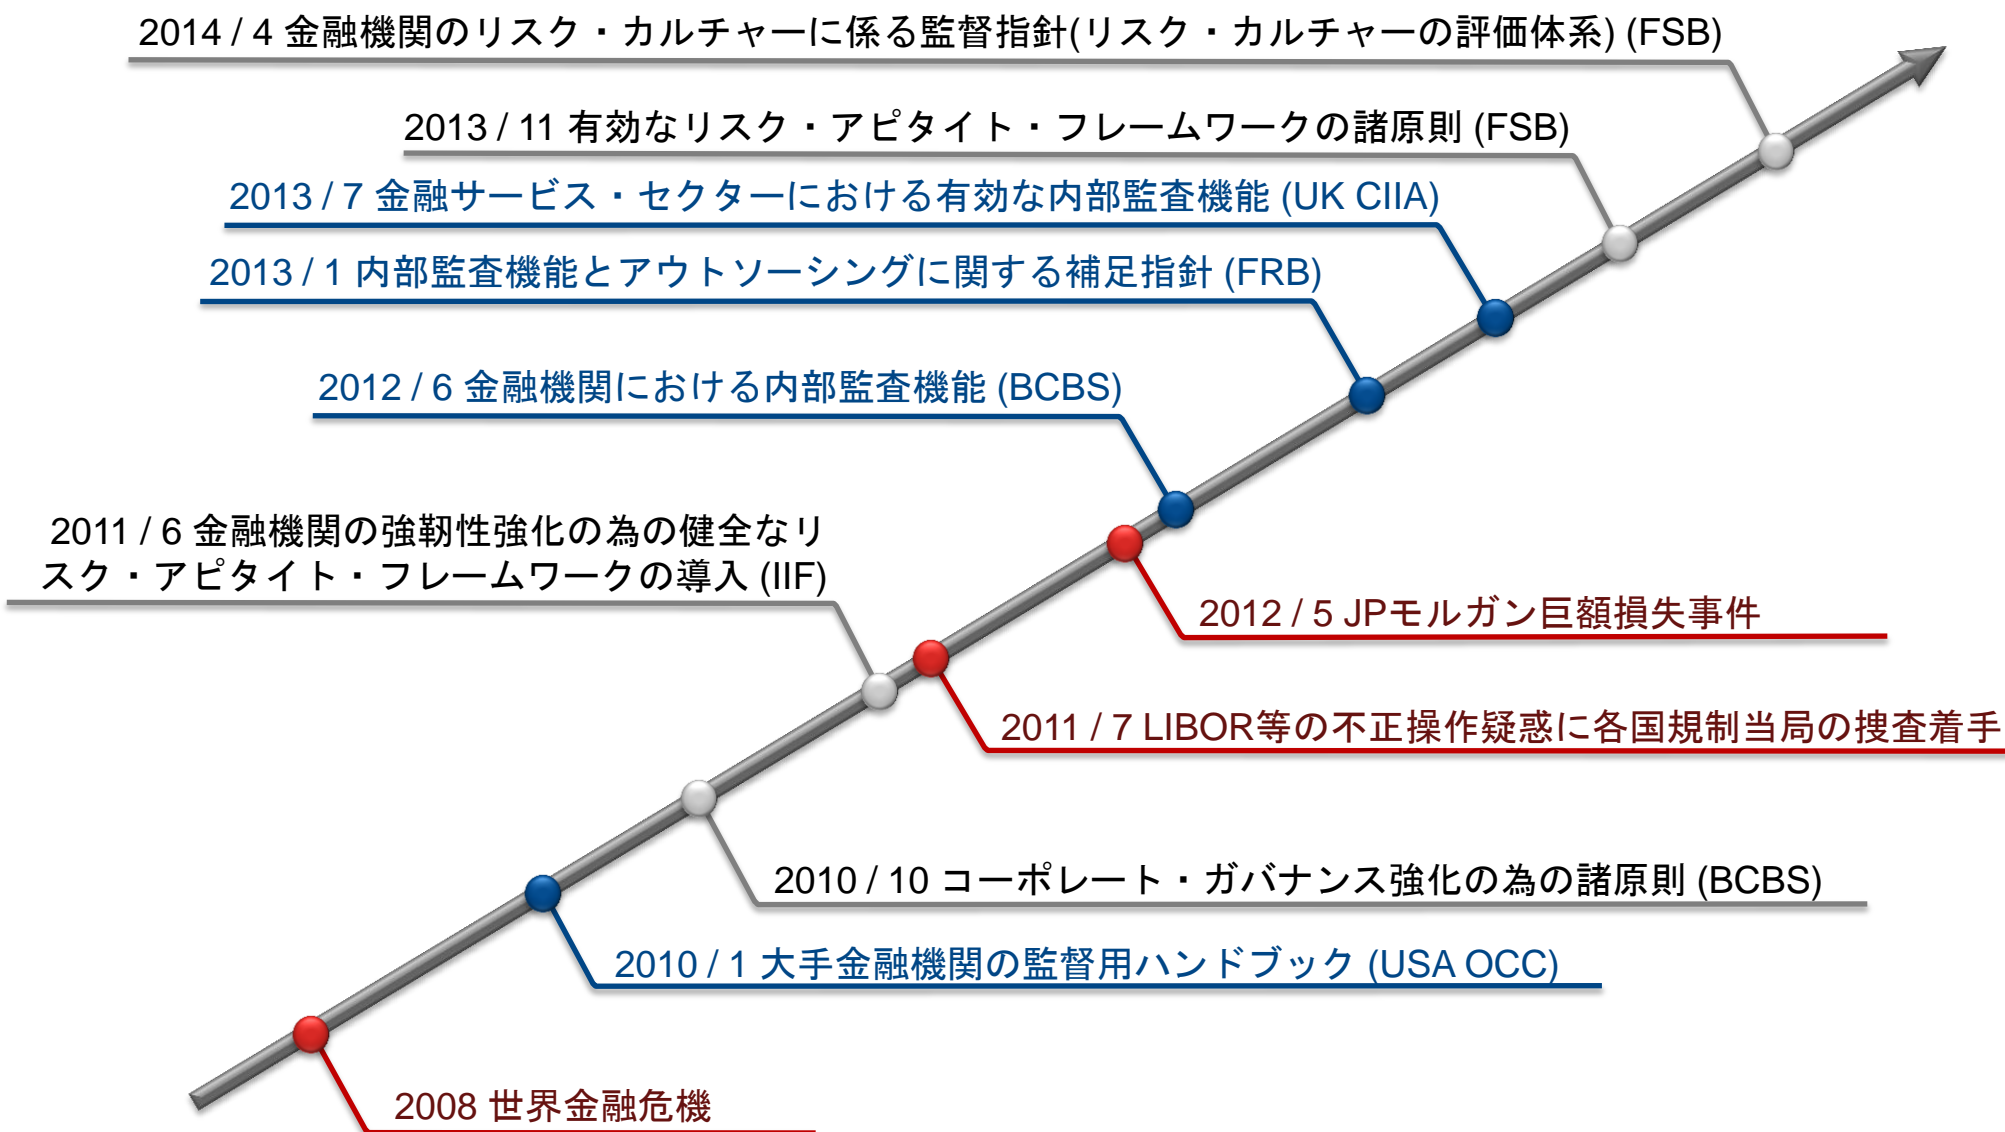 2014 / 4 金融機関のリスク・カルチャーに係る監督指針(リスク・カルチャーの評価体系) (FSB)
2013 / 11 有効なリスク・アピタイト・フレームワークの諸原則 (FSB)
2013 / 7 金融サービス・セクターにおける有効な内部監査機能 (UK CIIA)
2013 / 1 内部監査機能とアウトソーシングに関する補足指針 (FRB)
2012 / 6 金融機関における内部監査機能 (BCBS)
2011 / 6 金融機関の強靭性強化の為の健全なリ
スク・アピタイト・フレームワークの導入 (IIF)
2012 / 5 JPモルガン巨額損失事件
2011 / 7 LIBOR等の不正操作疑惑に各国規制当局の捜査着手
2010 / 10 コーポレート・ガバナンス強化の為の諸原則 (BCBS)
2010 / 1 大手金融機関の監督用ハンドブック (USA OCC)
2008 世界金融危機